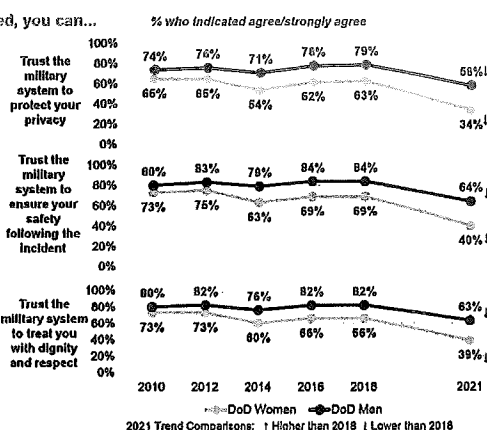 ed, you can...
% who indicated agree/strongly agree
Trust the
military
system to
protect your
privacy
100%
80%
60%
40%
20%
0%
74% 76% 71% 78% 79% 58%↓
65% 65% 54% 62% 63% 34%↓
Trust the
military
system to
ensure your
safety
following the
incident
100%
80%
60%
40%
20%
0%
80% 83% 78% 84% 84% 64%↓
73% 75% 63% 69% 69% 40%↓
Trust the
military system
to treat you
with dignity
and respect
100%
80%
60%
40%
20%
0%
80% 82% 76% 82% 82% 63%↓
73% 73% 60% 66% 66% 39%↓
2010 2012 2014 2016 2018 2021
DoD Women DoD Men
2021 Trend Comparisons: ↑ Higher than 2018 ↓ Lower than 2018